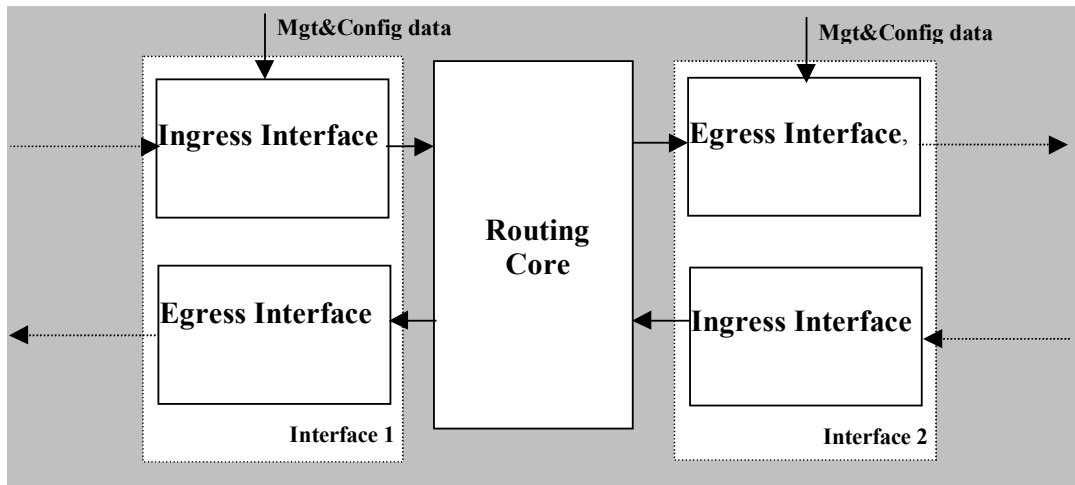 Mgt&Config data
Mgt&Config data
Ingress Interface
Egress Interface,
Routing
Core
Egress Interface
Ingress Interface
Interface 1
Interface 2